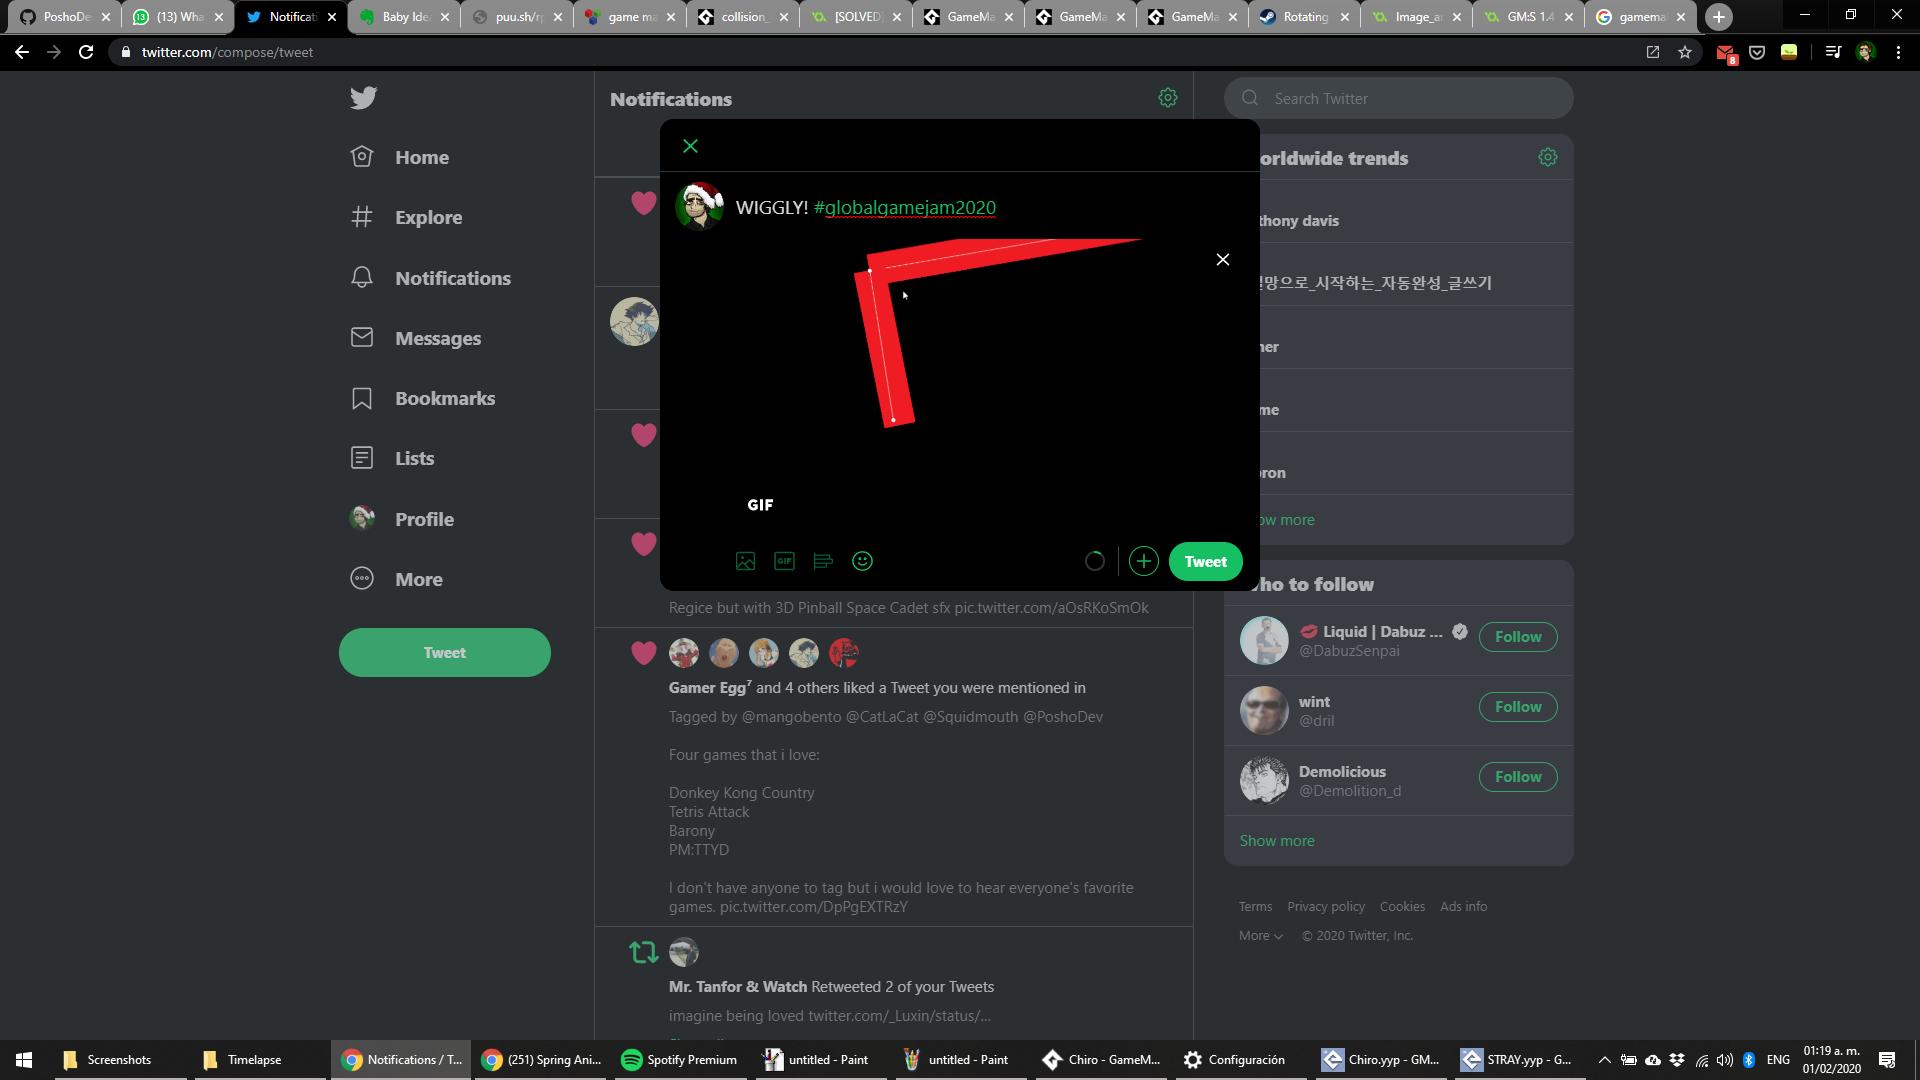 PoshoDe
(13) Wha
Notificati
Baby Ide
puu.sh/r
game ma
collision_
[SOLVED]
GameMa
GameMa
GameMa
Rotating
Image_a
GM:S 1.4
gamema
twitter.com/compose/tweet
8
Notifications
Search Twitter
Home
Explore
Notifications
Messages
Bookmarks
Lists
Profile
More
Tweet
WIGGLY! #globalgamejam2020
GIF
GIF
Tweet
orldwide trends
thony davis
망으로_시작하는_자동완성_글쓰기
ner
me
ron
ow more
Regice but with 3D Pinball Space Cadet sfx pic.twitter.com/aOsRKoSmOk
Gamer Egg⁷ and 4 others liked a Tweet you were mentioned in
Tagged by @mangobento @CatLaCat @Squidmouth @PoshoDev
Four games that i love:
Donkey Kong Country
Tetris Attack
Barony
PM:TTYD
I don't have anyone to tag but i would love to hear everyone's favorite
games. pic.twitter.com/DpPgEXTRzY
Mr. Tanfor & Watch Retweeted 2 of your Tweets
imagine being loved twitter.com/_Luxin/status/...
ho to follow
💋 Liquid | Dabuz ...
@DabuzSenpai
Follow
wint
@dril
Follow
Demolicious
@Demolition_d
Follow
Show more
Terms Privacy policy Cookies Ads info
More © 2020 Twitter, Inc.
Screenshots
Timelapse
Notifications / T...
(251) Spring Ani...
Spotify Premium
untitled - Paint
untitled - Paint
Chiro - GameM...
Configuración
Chiro.yyp - GM...
STRAY.yyp - G...
ENG
01:19 a. m.
01/02/2020